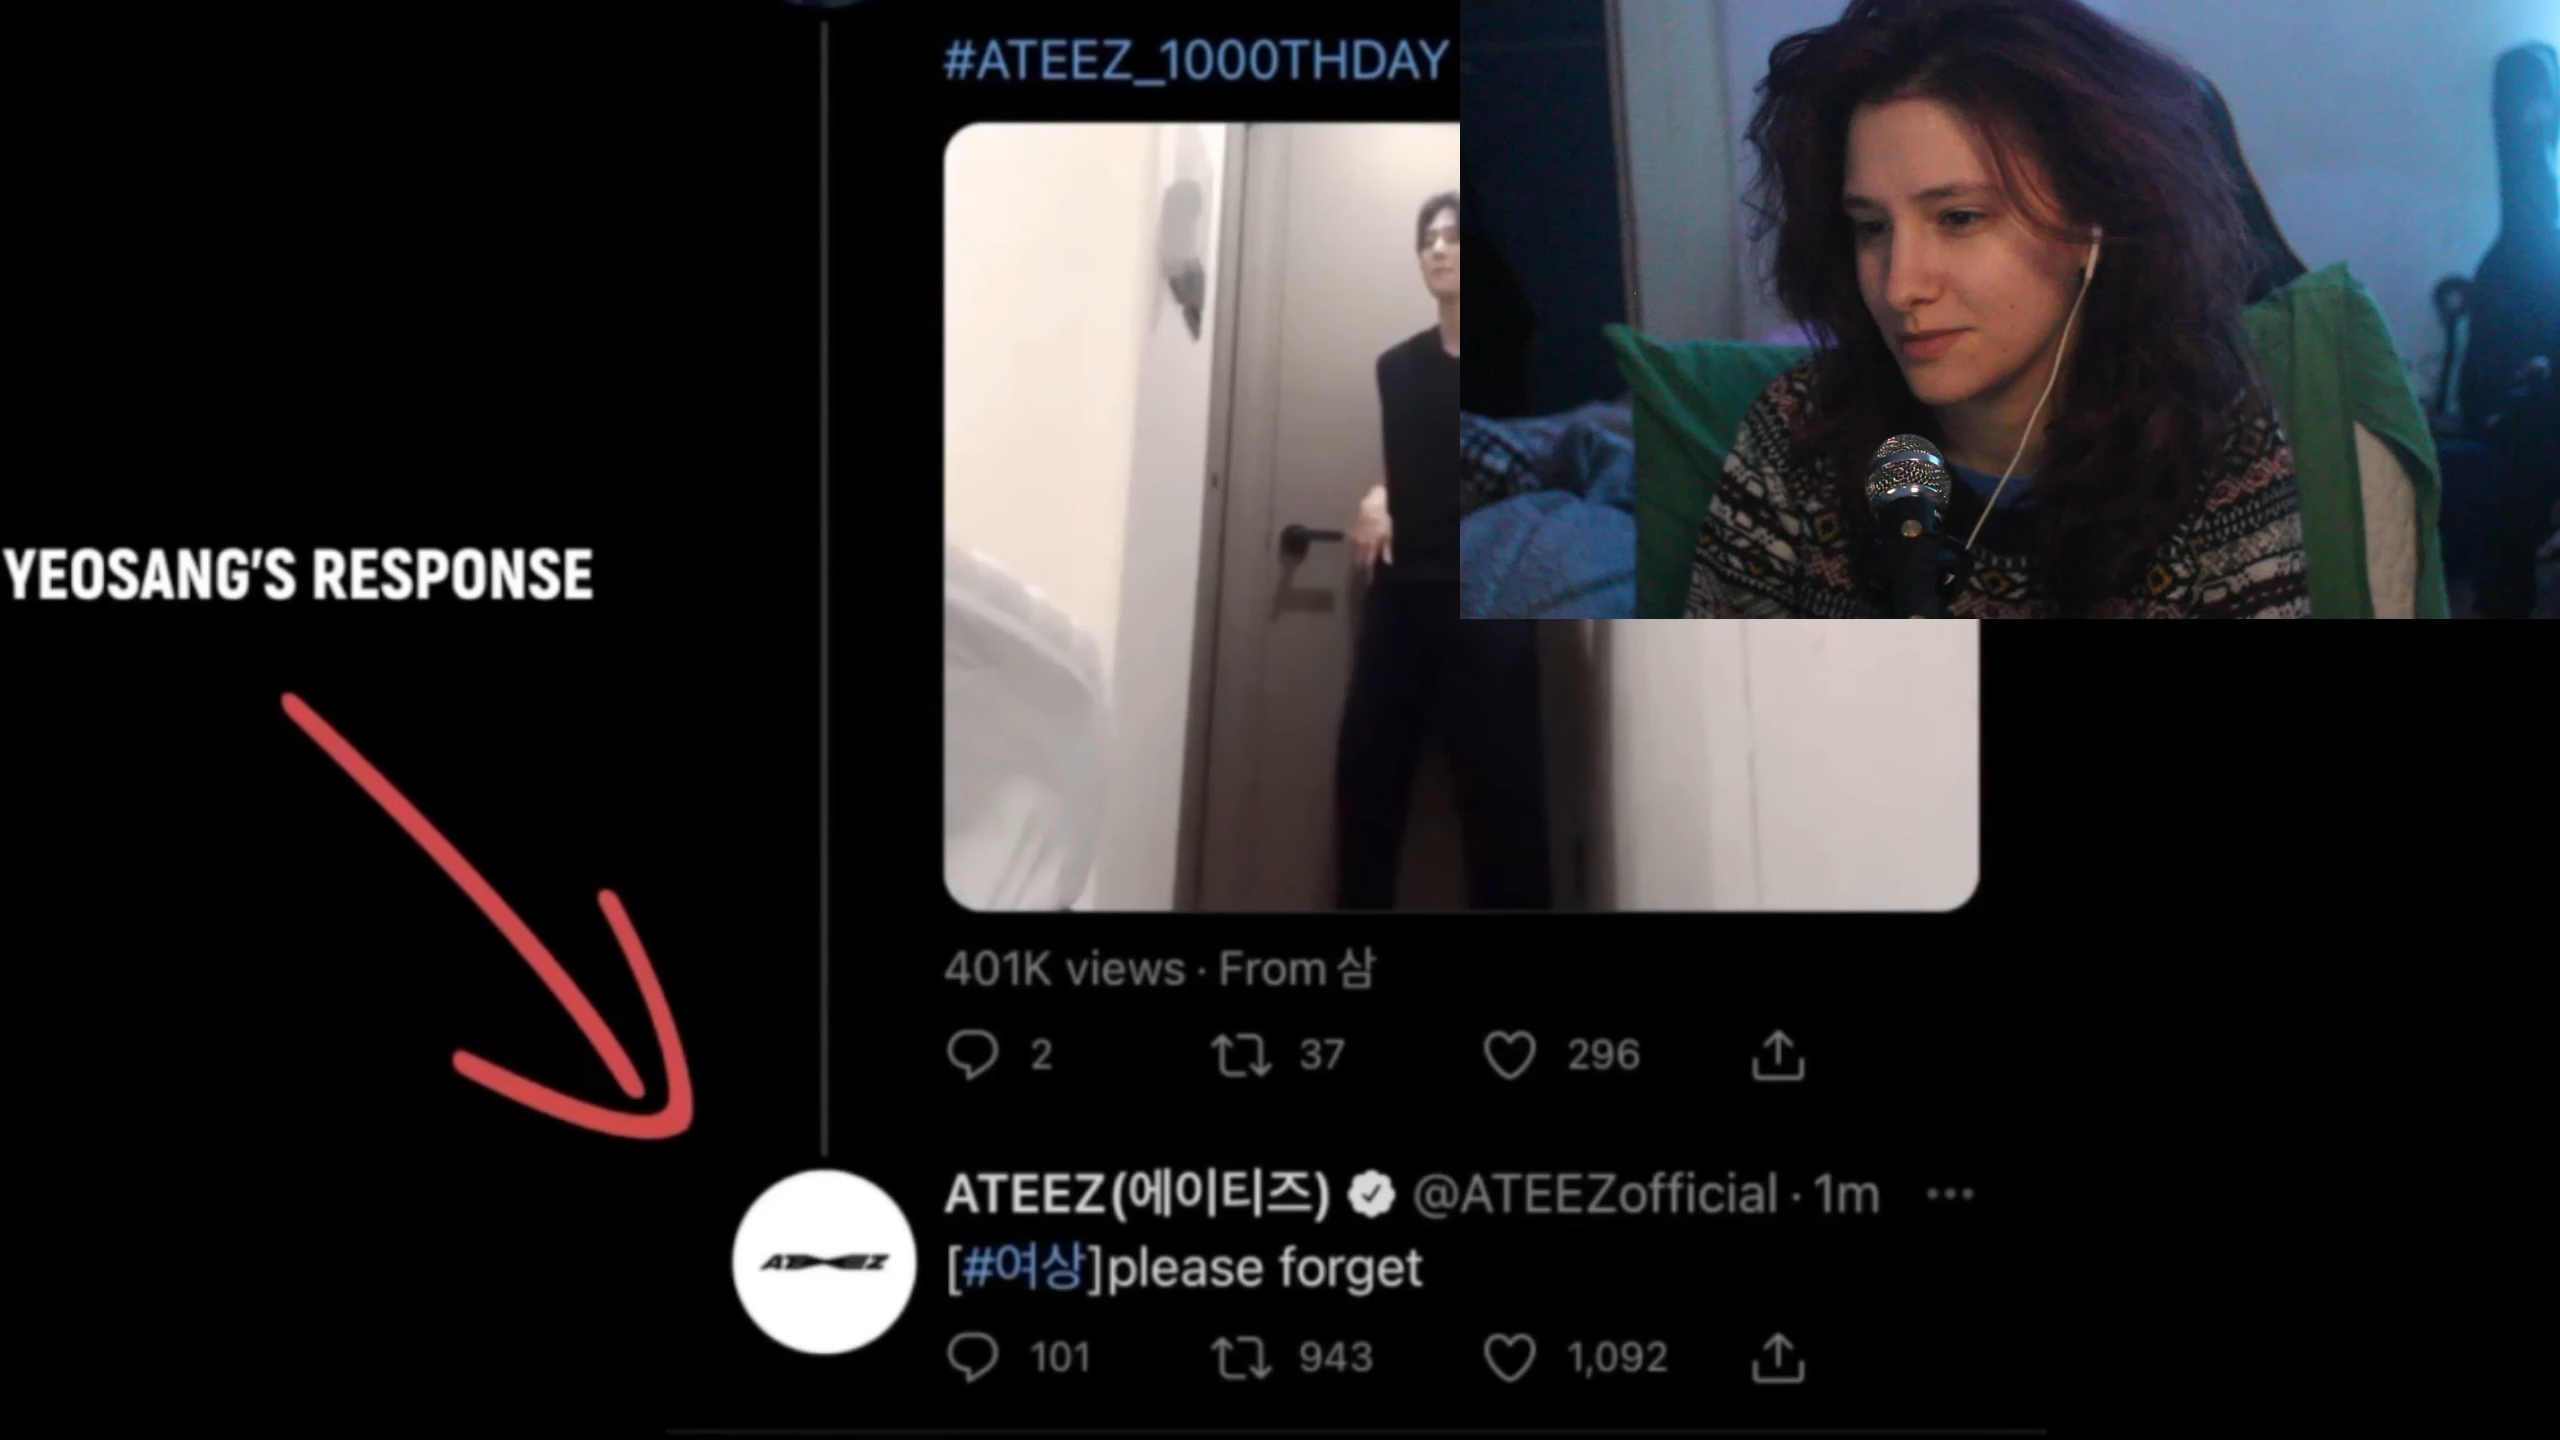 #ATEEZ_1000THDAY
YEOSANG'S RESPONSE
401K views · From 삼
2 37 296
ATEEZ(에이티즈) @ATEEZofficial · 1m
ATEEZ
[#여상]please forget
101 943 1,092